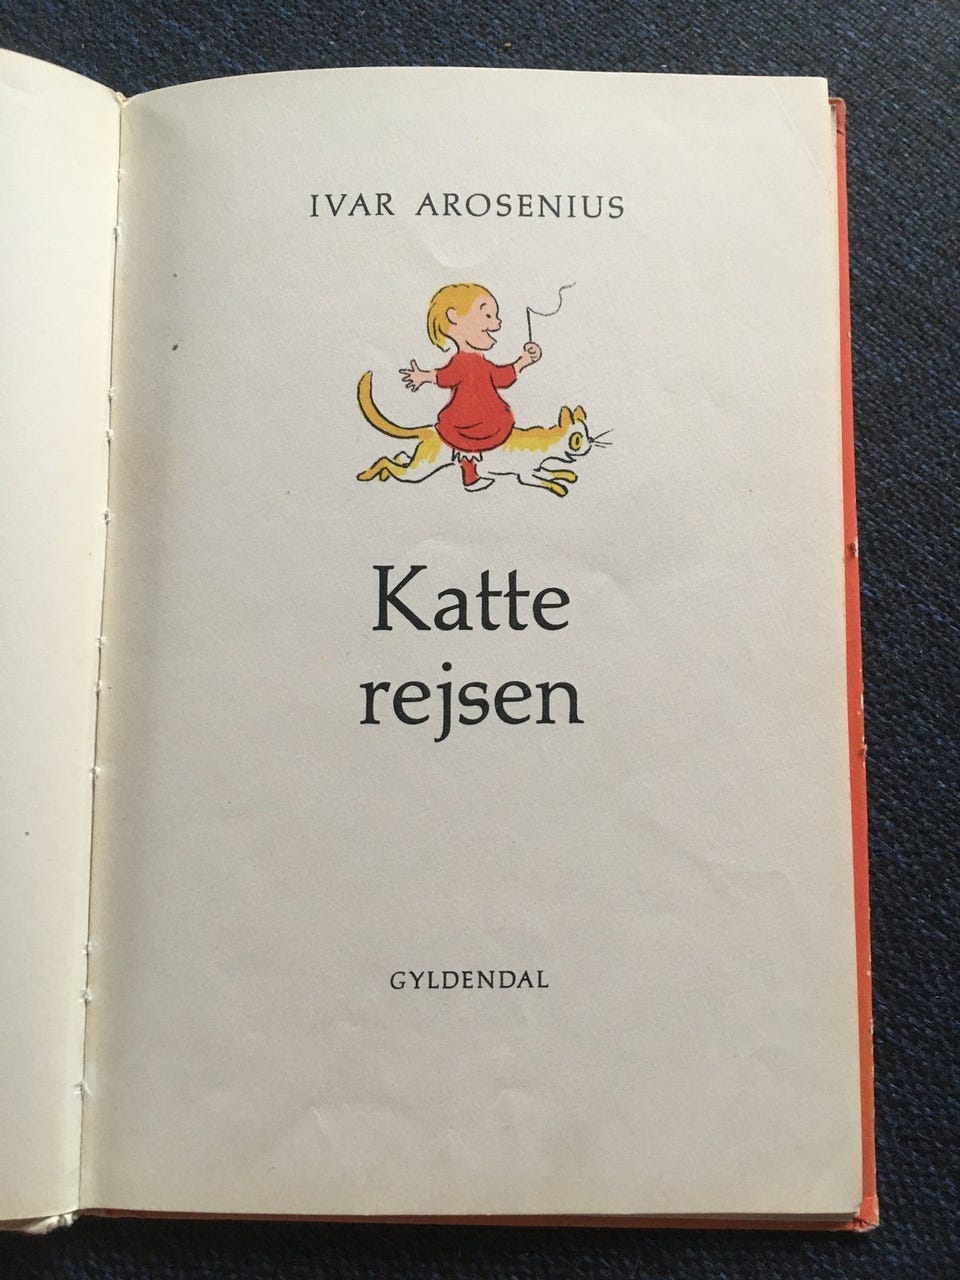 IVAR AROSENIUS
Katte
rejsen
GYLDENDAL